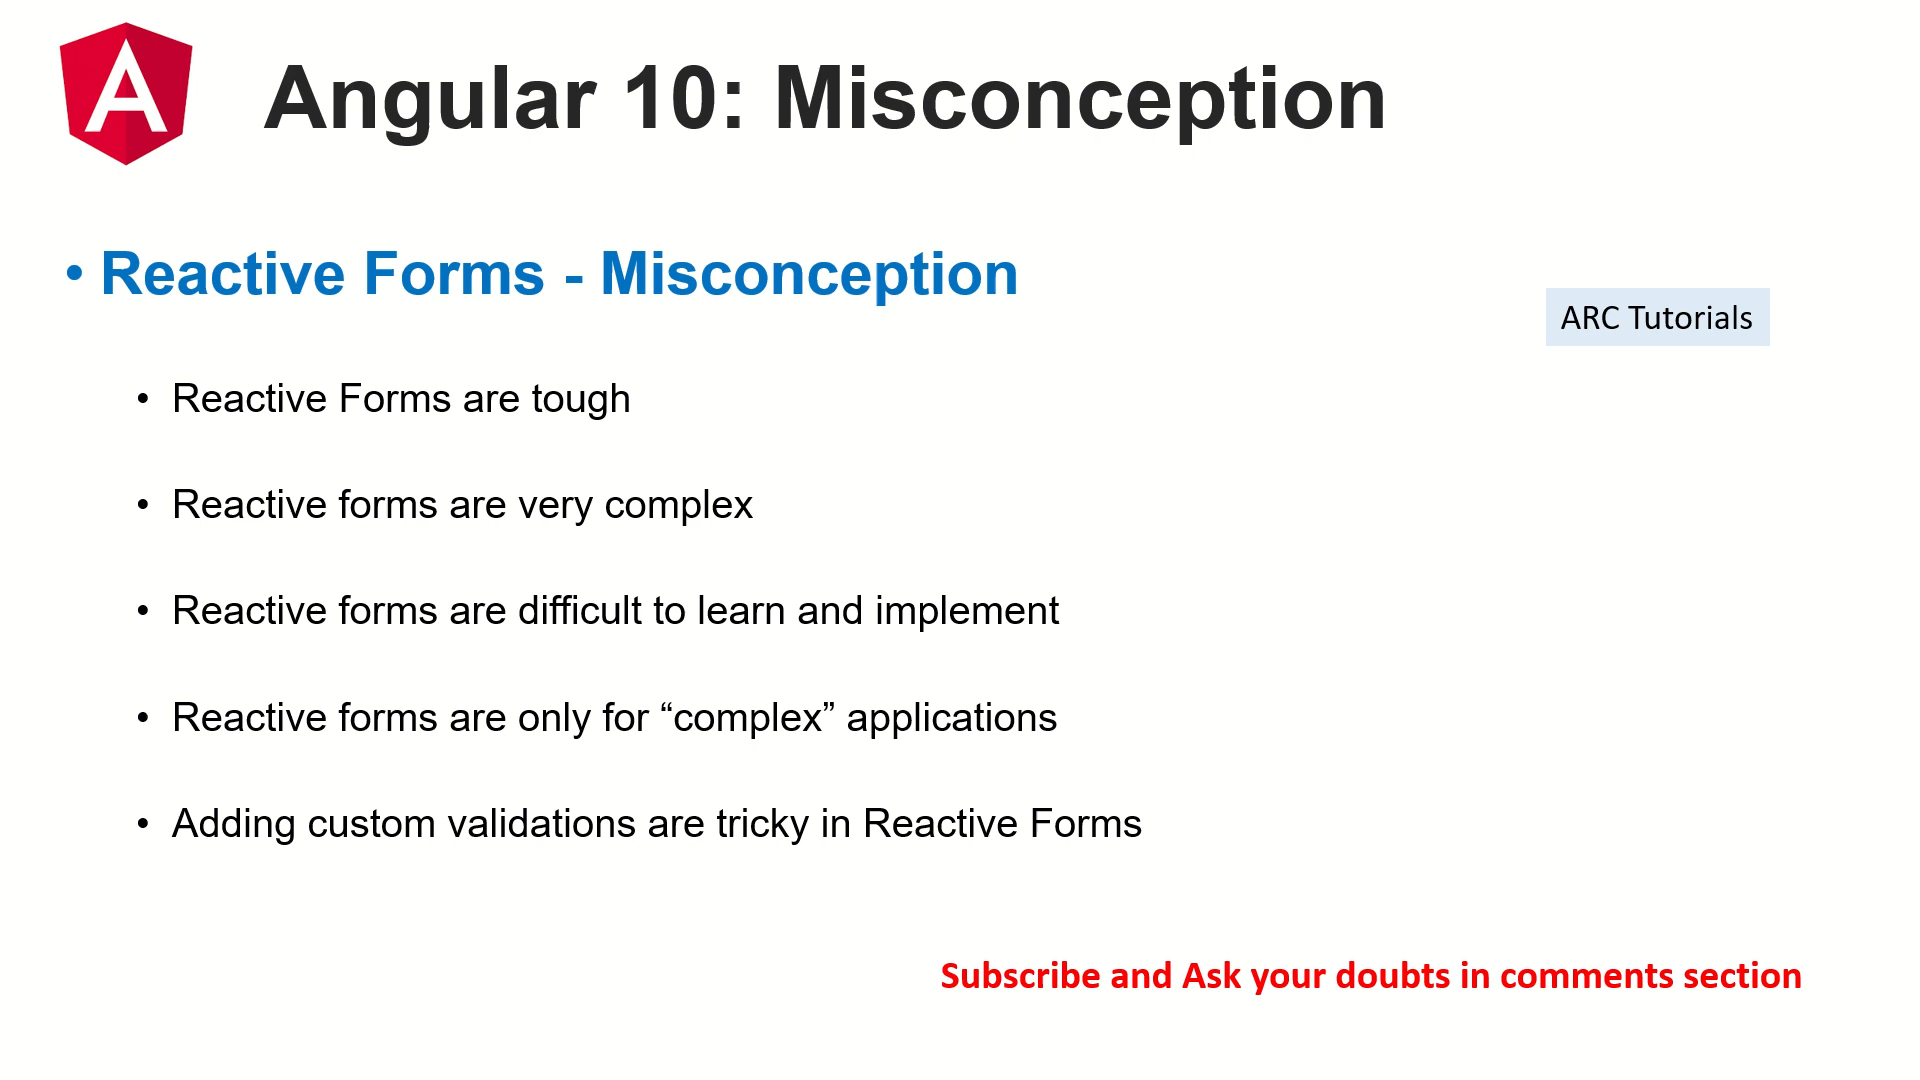 Angular 10: Misconception
• Reactive Forms - Misconception
ARC Tutorials
• Reactive Forms are tough
• Reactive forms are very complex
• Reactive forms are difficult to learn and implement
• Reactive forms are only for “complex” applications
• Adding custom validations are tricky in Reactive Forms
Subscribe and Ask your doubts in comments section